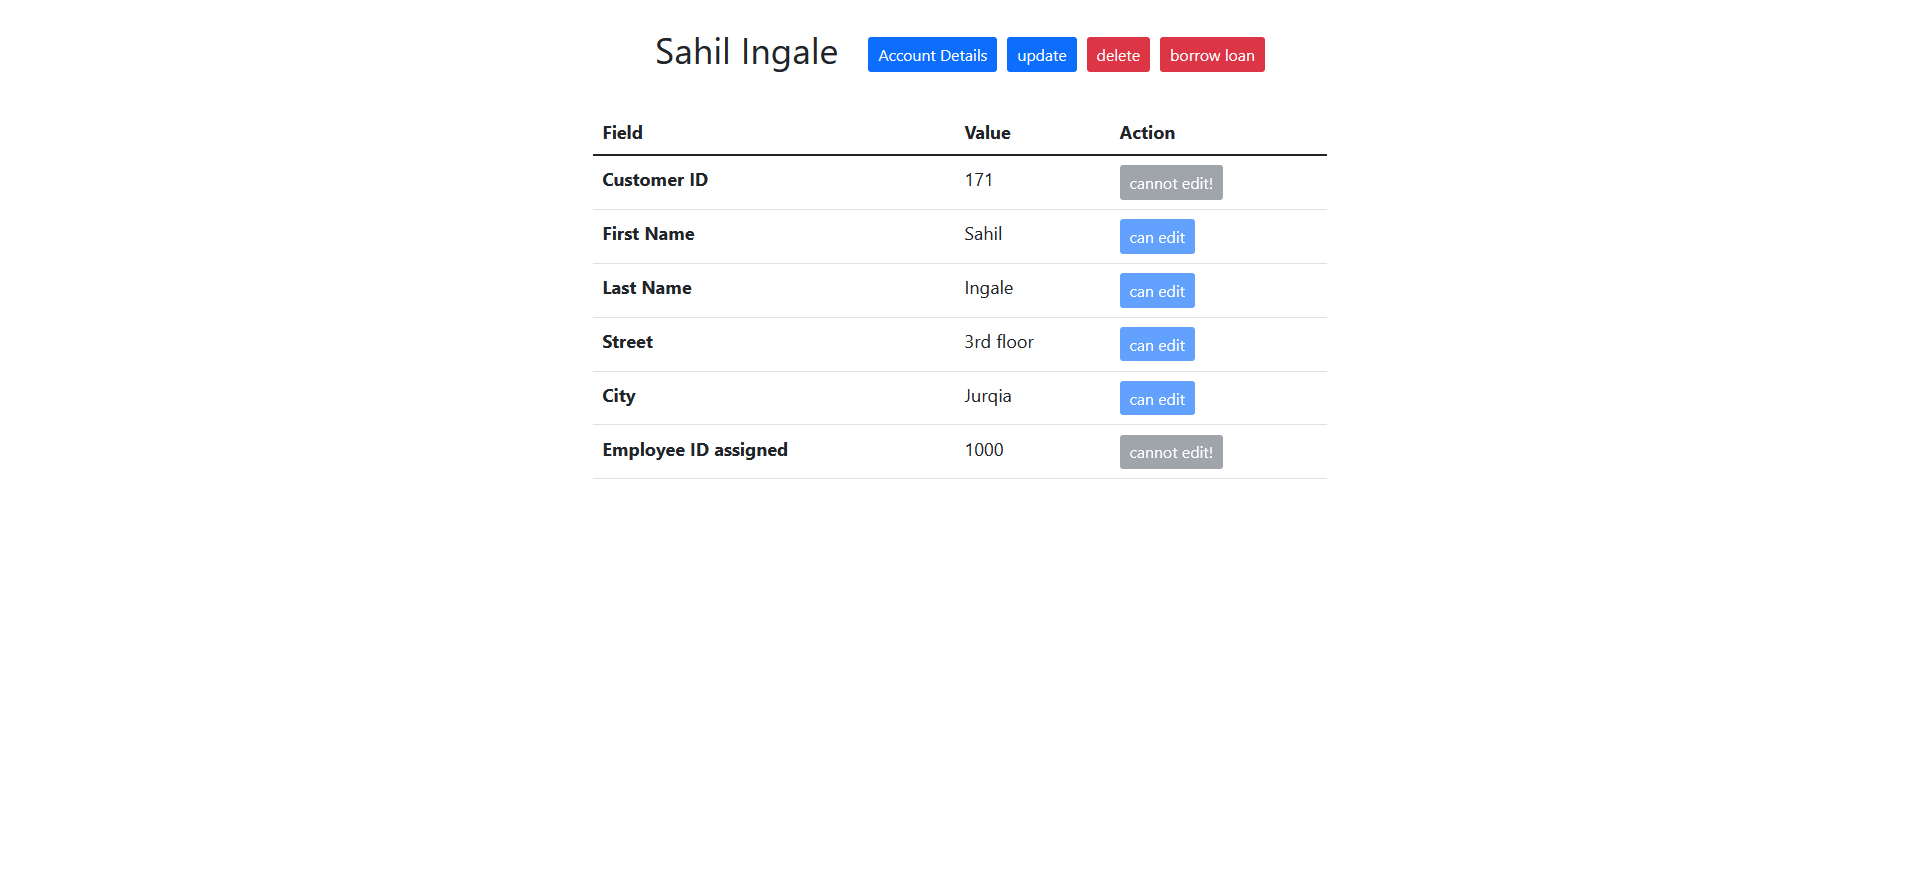 Sahil Ingale Account Details update delete borrow loan
Field Value Action
Customer ID 171 cannot edit!
First Name Sahil can edit
Last Name Ingale can edit
Street 3rd floor can edit
City Jurqia can edit
Employee ID assigned 1000 cannot edit!